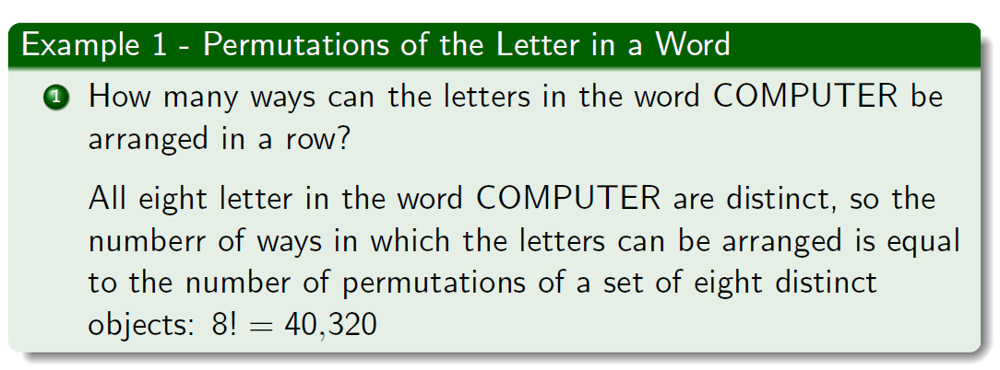 Example 1 - Permutations of the Letter in a Word
1 How many ways can the letters in the word COMPUTER be
arranged in a row?
All eight letter in the word COMPUTER are distinct, so the
numberr of ways in which the letters can be arranged is equal
to the number of permutations of a set of eight distinct
objects: 8! = 40,320